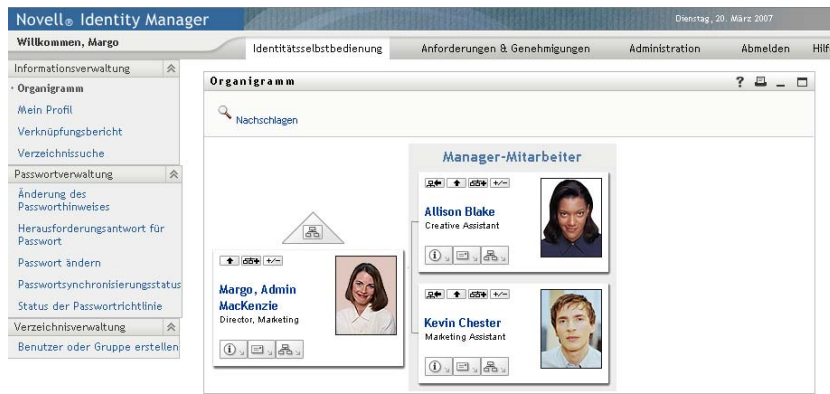 Novell® Identity Manager
Dienstag, 20. März 2007
Willkommen, Margo
Identitätsselbstbedienung
Anforderungen & Genehmigungen
Administration
Abmelden
Hilf
Informationsverwaltung
Organigramm
Mein Profil
Verknüpfungsbericht
Verzeichnissuche
Passwortverwaltung
Änderung des
Passworthinweises
Herausforderungsantwort für
Passwort
Passwort ändern
Passwortsynchronisierungsstatus
Status der Passwortrichtlinie
Verzeichnisverwaltung
Benutzer oder Gruppe erstellen
Organigramm
?
Nachschlagen
Margo, Admin
MacKenzie
Director, Marketing
Manager-Mitarbeiter
Allison Blake
Creative Assistant
Kevin Chester
Marketing Assistant